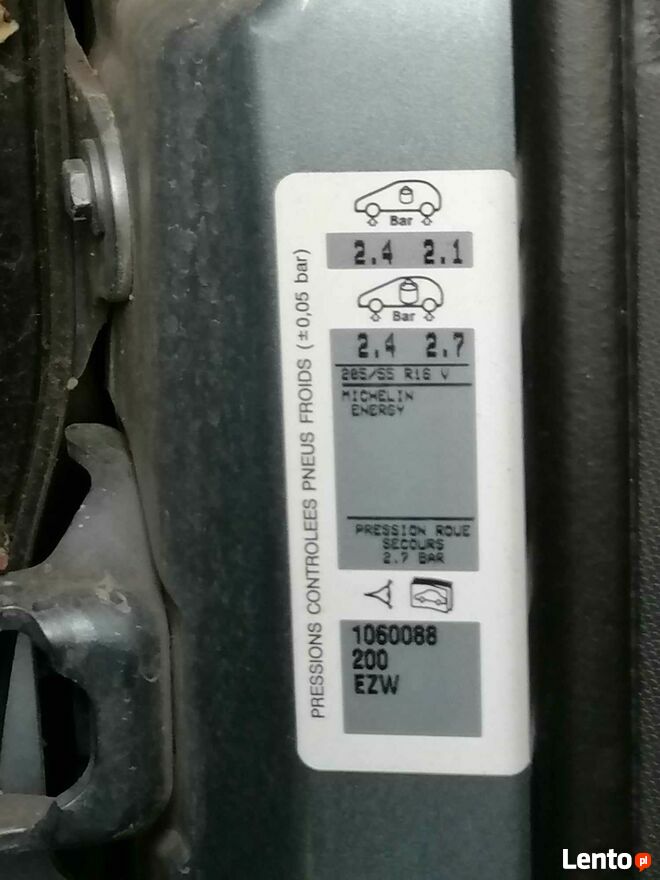 PRESSIONS CONTROLEES PNEUS FROIDS (±0,05 bar)
Bar
2.4 2.1
Bar
2.4 2.7
205/55 R16 V
MICHELIN
ENERGY
PRESSION ROUE
SECOURS
2.7 BAR
1060088
200
EZW
Lento.pl